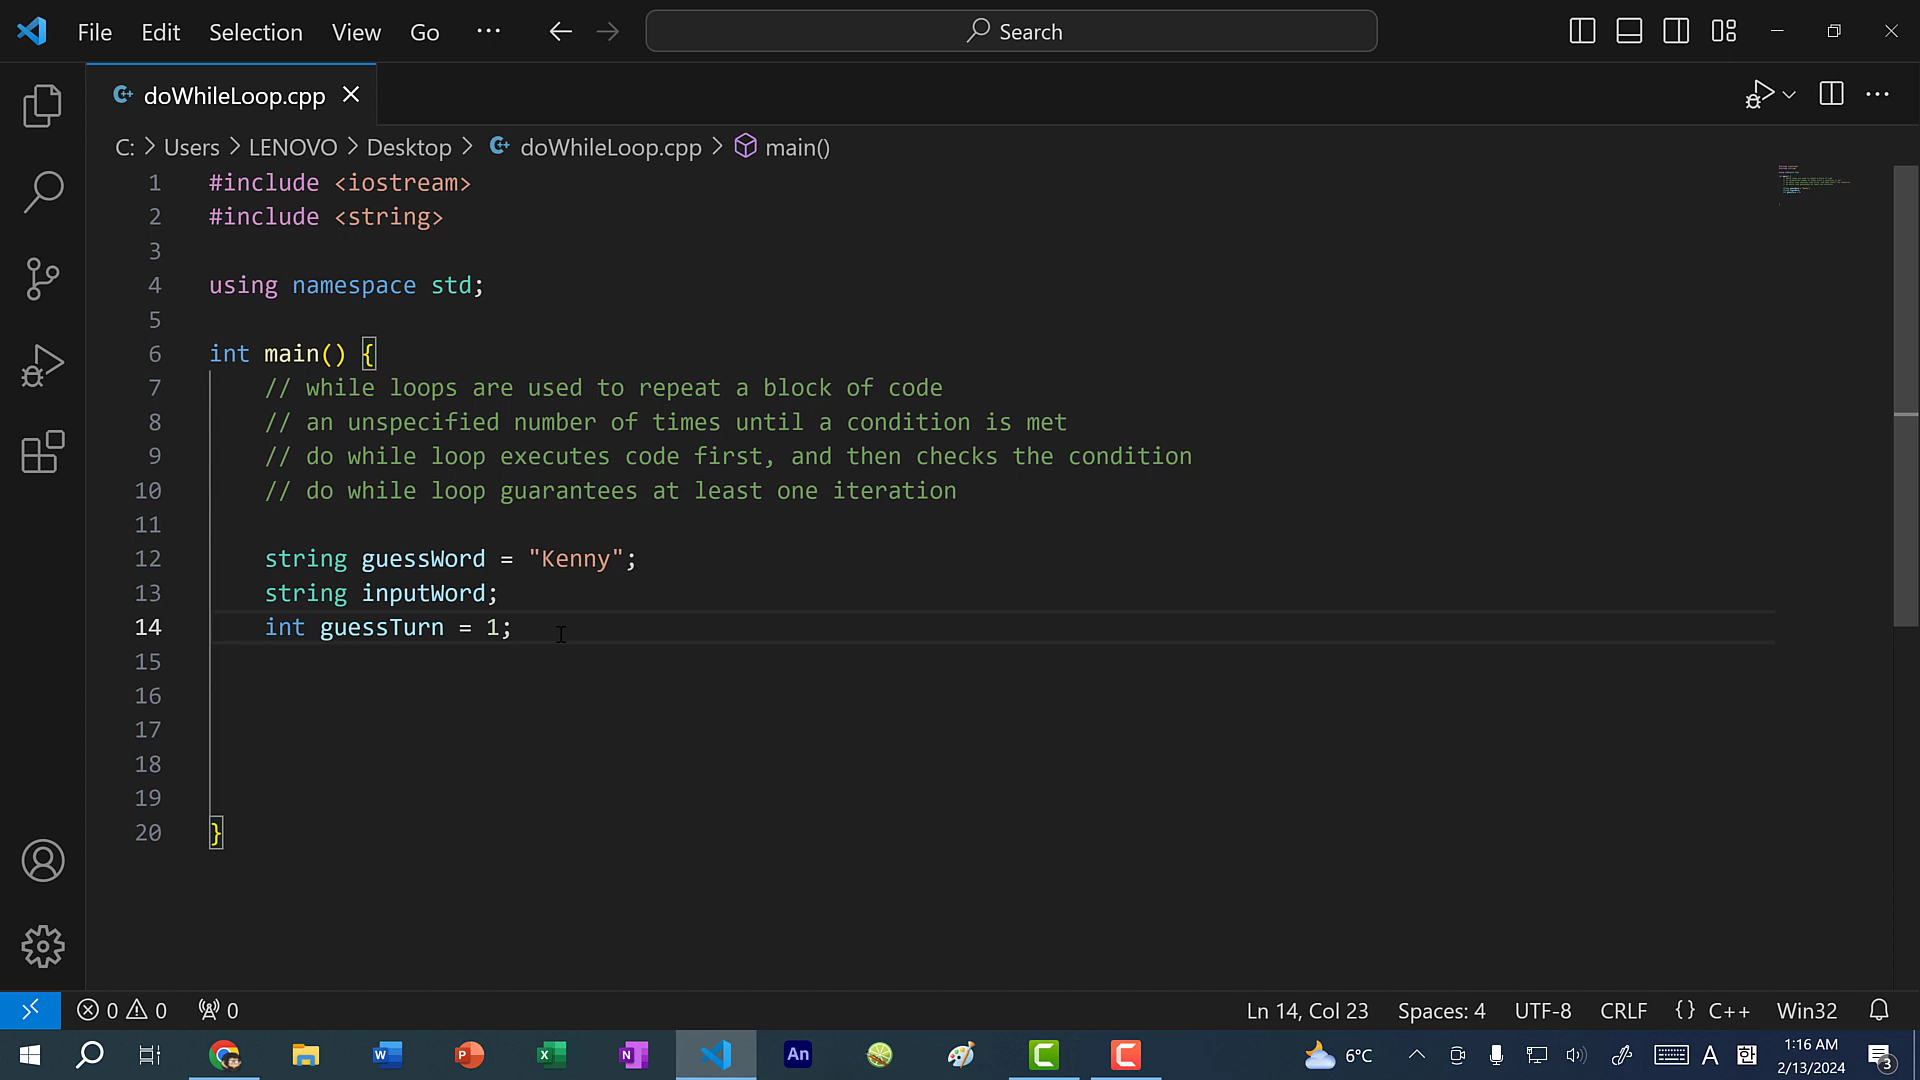 File Edit Selection View Go ··· Search
doWhileLoop.cpp
C: > Users > LENOVO > Desktop > doWhileLoop.cpp > main()
1 #include <iostream>
2 #include <string>
3
4 using namespace std;
5
6 int main() {
7 // while loops are used to repeat a block of code
8 // an unspecified number of times until a condition is met
9 // do while loop executes code first, and then checks the condition
10 // do while loop guarantees at least one iteration
11
12 string guessWord = "Kenny";
13 string inputWord;
14 int guessTurn = 1;
15
16
17
18
19
20 }
0 0 0 Ln 14, Col 23 Spaces: 4 UTF-8 CRLF {} C++ Win32
An 6°C A 한 1:16 AM
2/13/2024 3